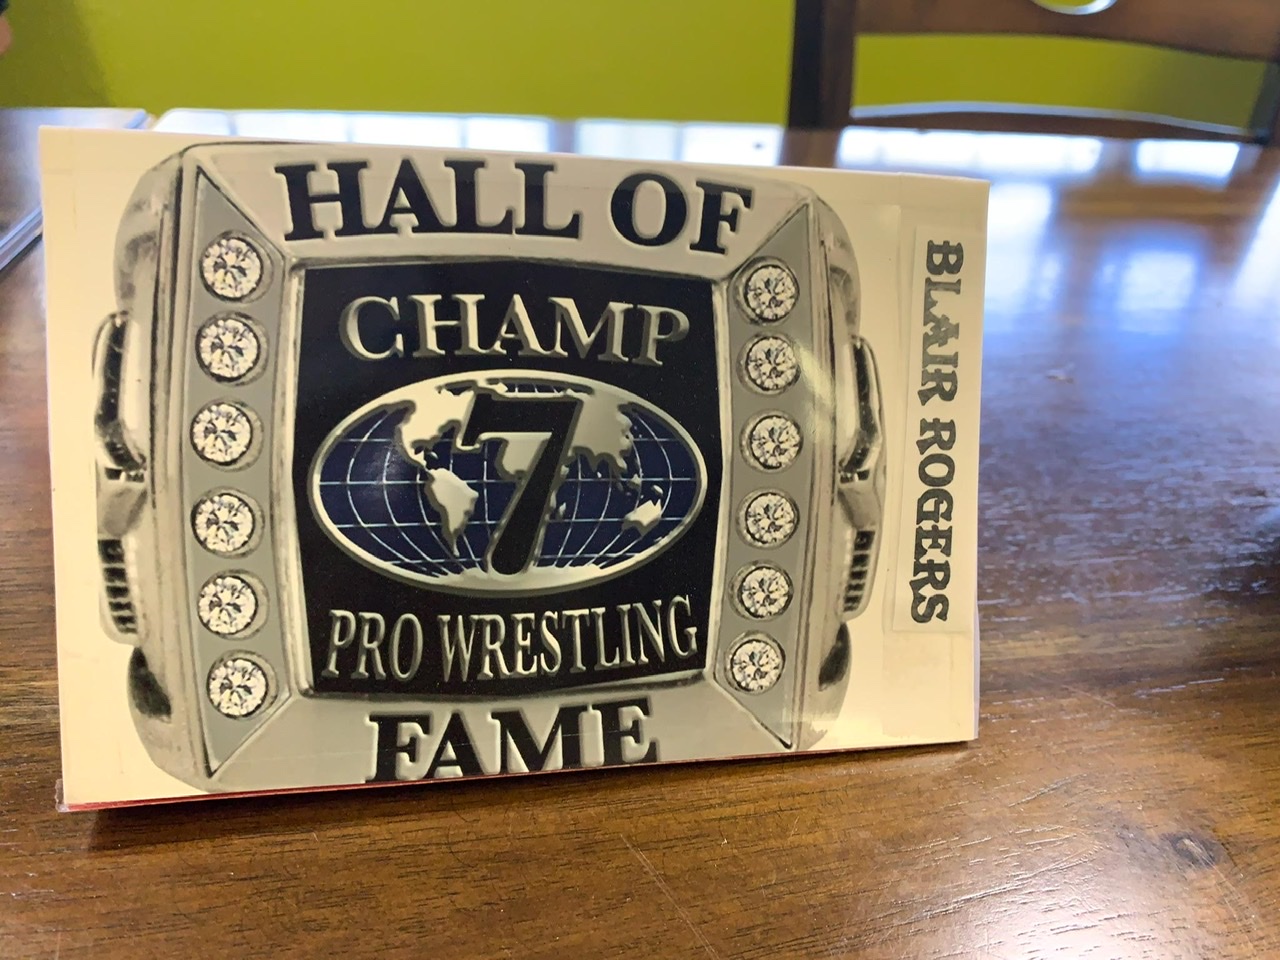 HALL OF
CHAMP
7
PRO WRESTLING
FAME
BLAIR ROGERS